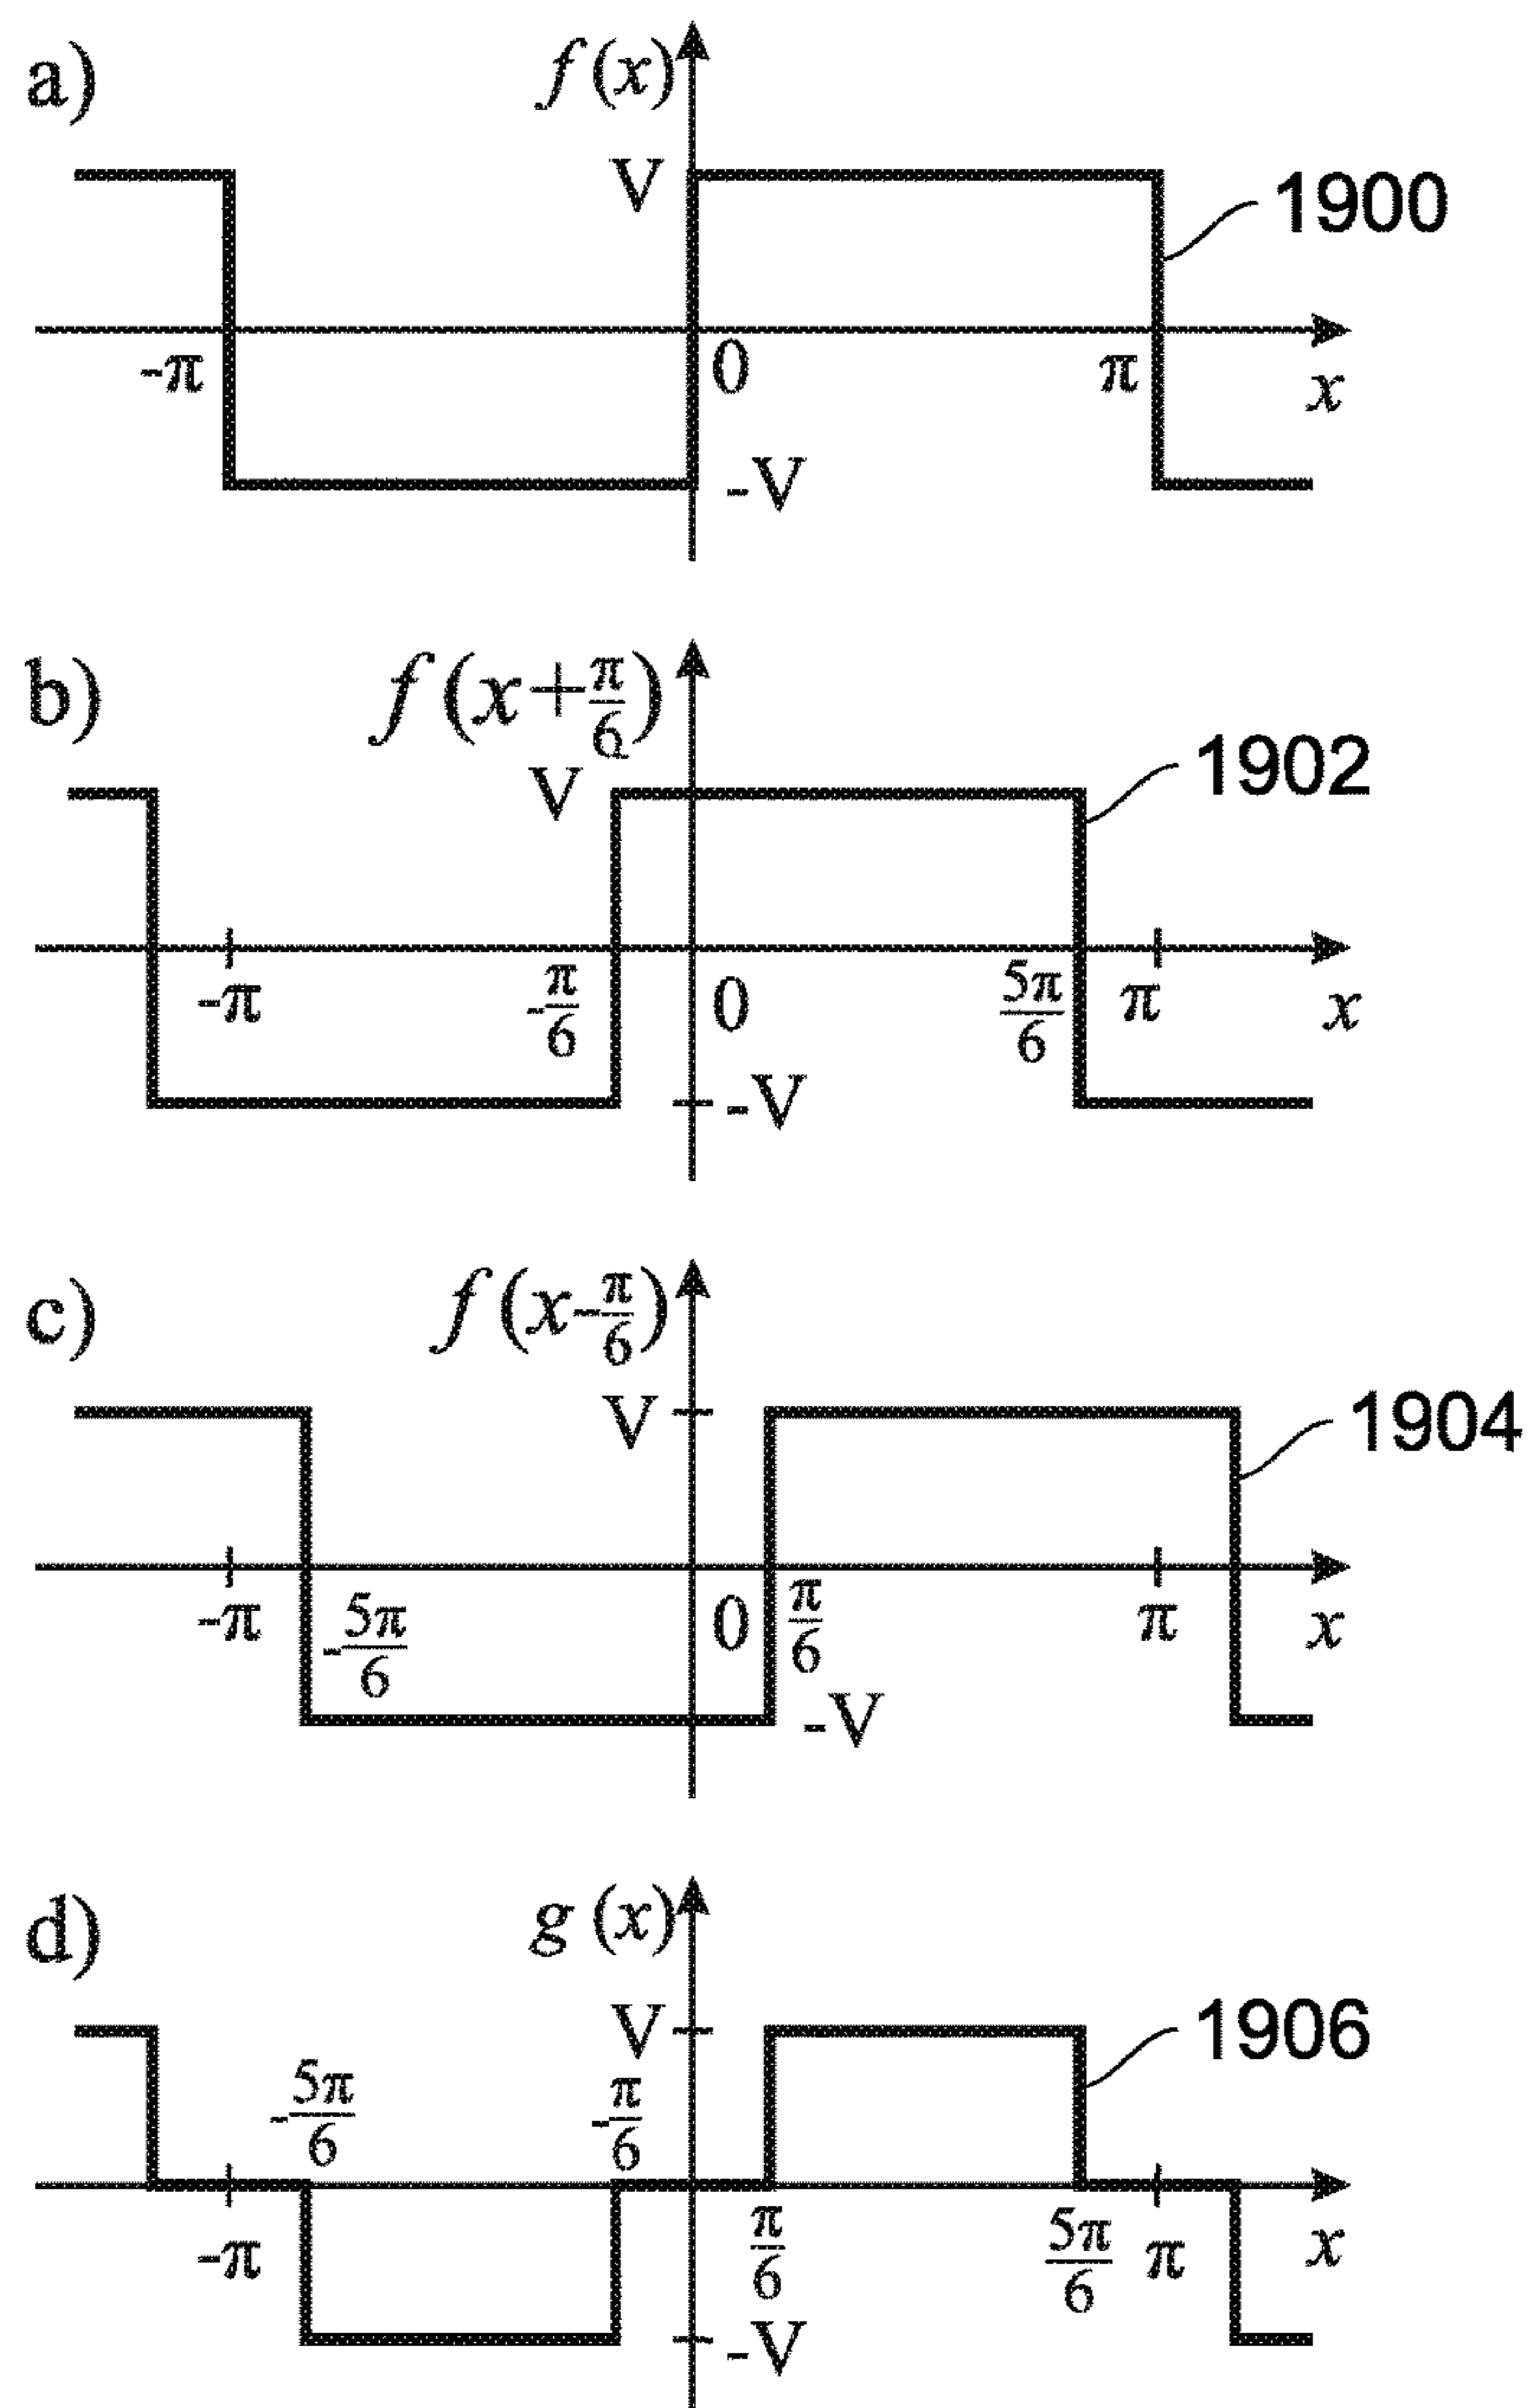 a)
f(x)
V
1900
-π
0
π
x
-V
b)
f(x+π/6)
V
1902
-π
-π/6
0
5π/6
π
x
-V
c)
f(x-π/6)
V
1904
-π
-5π/6
0
π/6
π
x
-V
d)
g(x)
V
1906
-5π/6
-π/6
-π
π/6
5π/6
π
x
-V